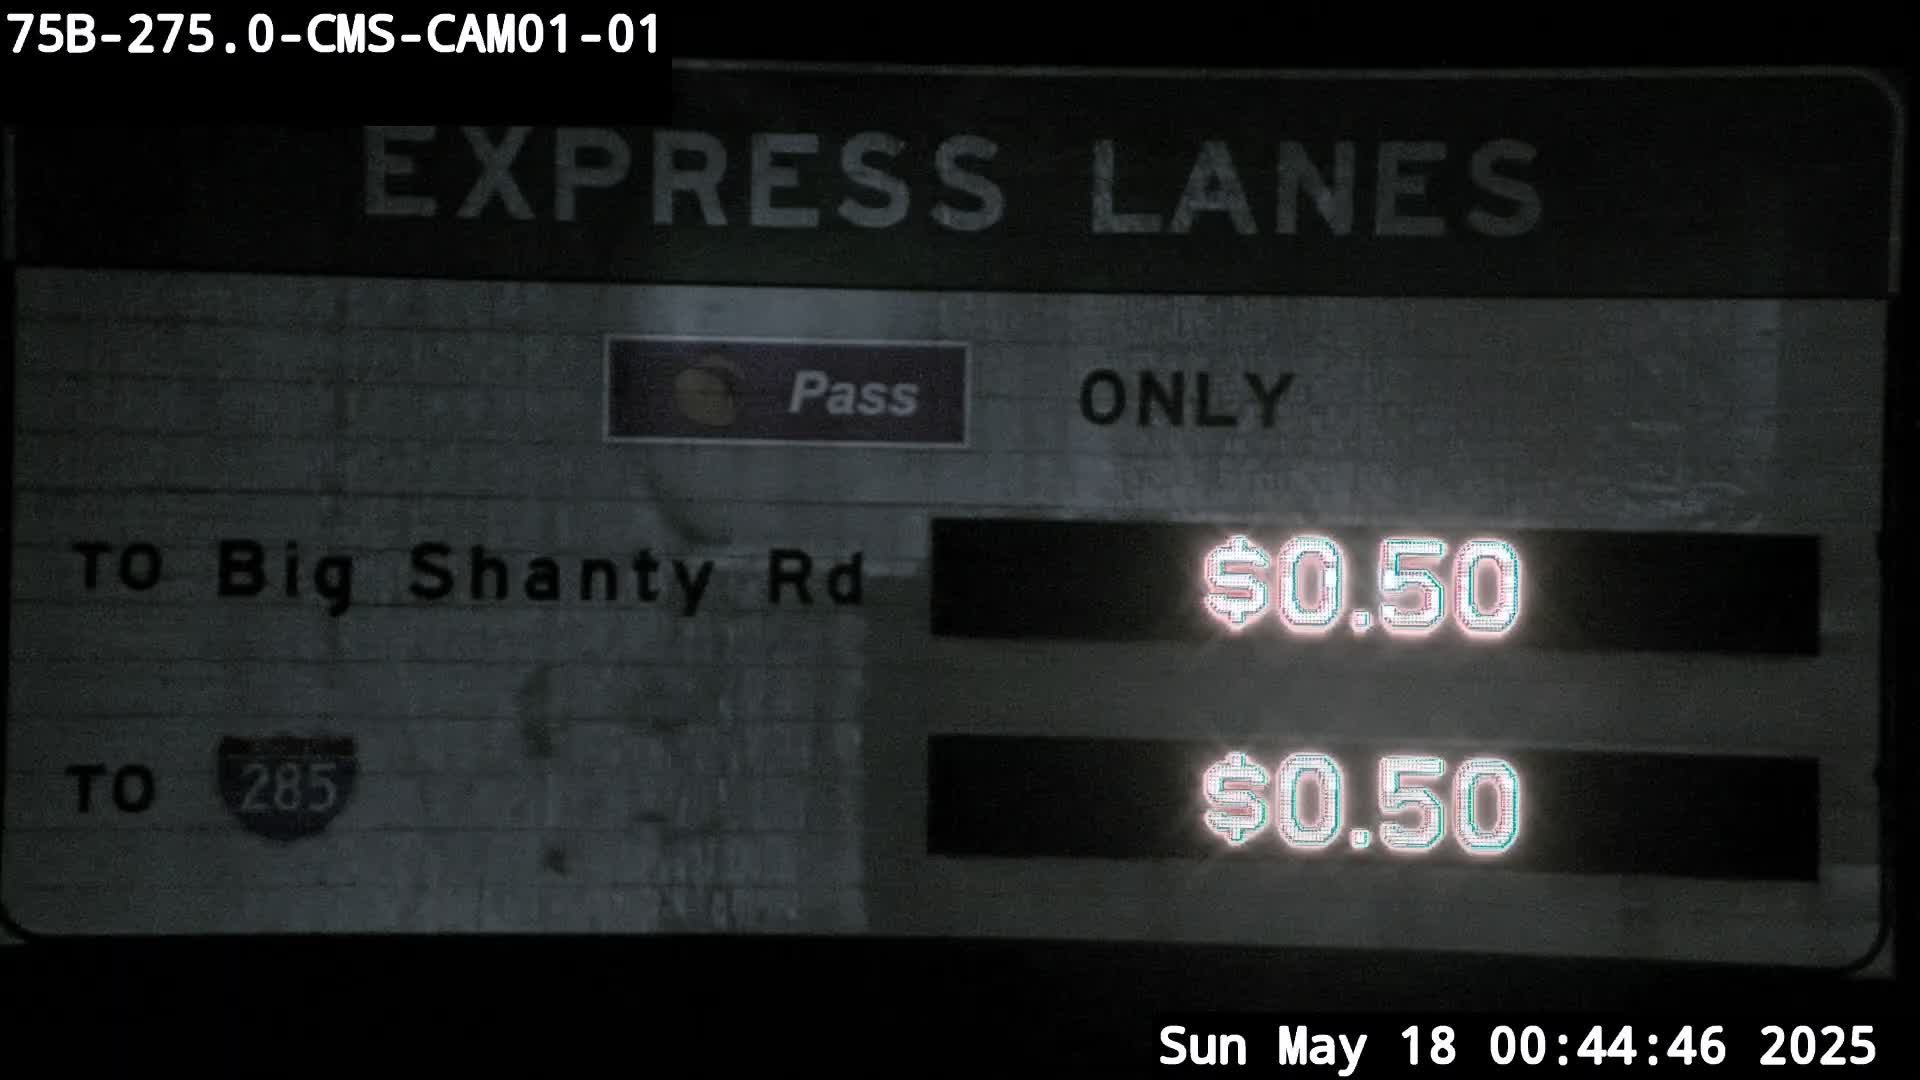 75B-275.0-CMS-CAM01-01
EXPRESS LANES
Pass ONLY
TO Big Shanty Rd $0.50
TO 285 $0.50
Sun May 18 00:44:46 2025